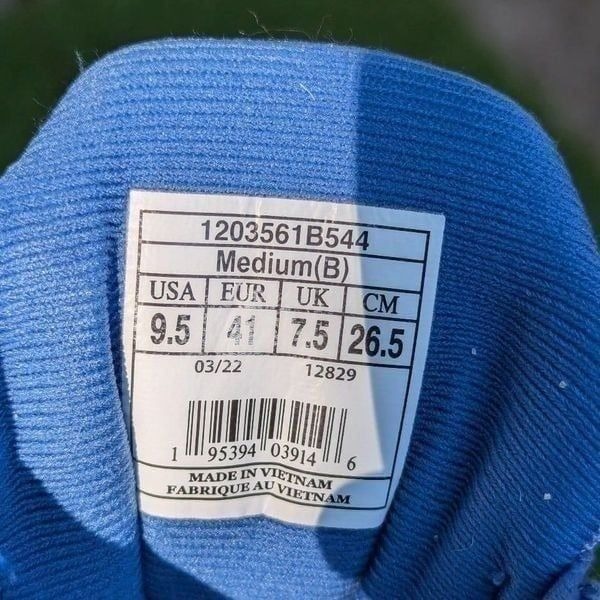 1203561B544
Medium(B)
USA EUR UK CM
9.5 41 7.5 26.5
03/22 12829
1 95394 03914 6
MADE IN VIETNAM
FABRIQUE AU VIETNAM